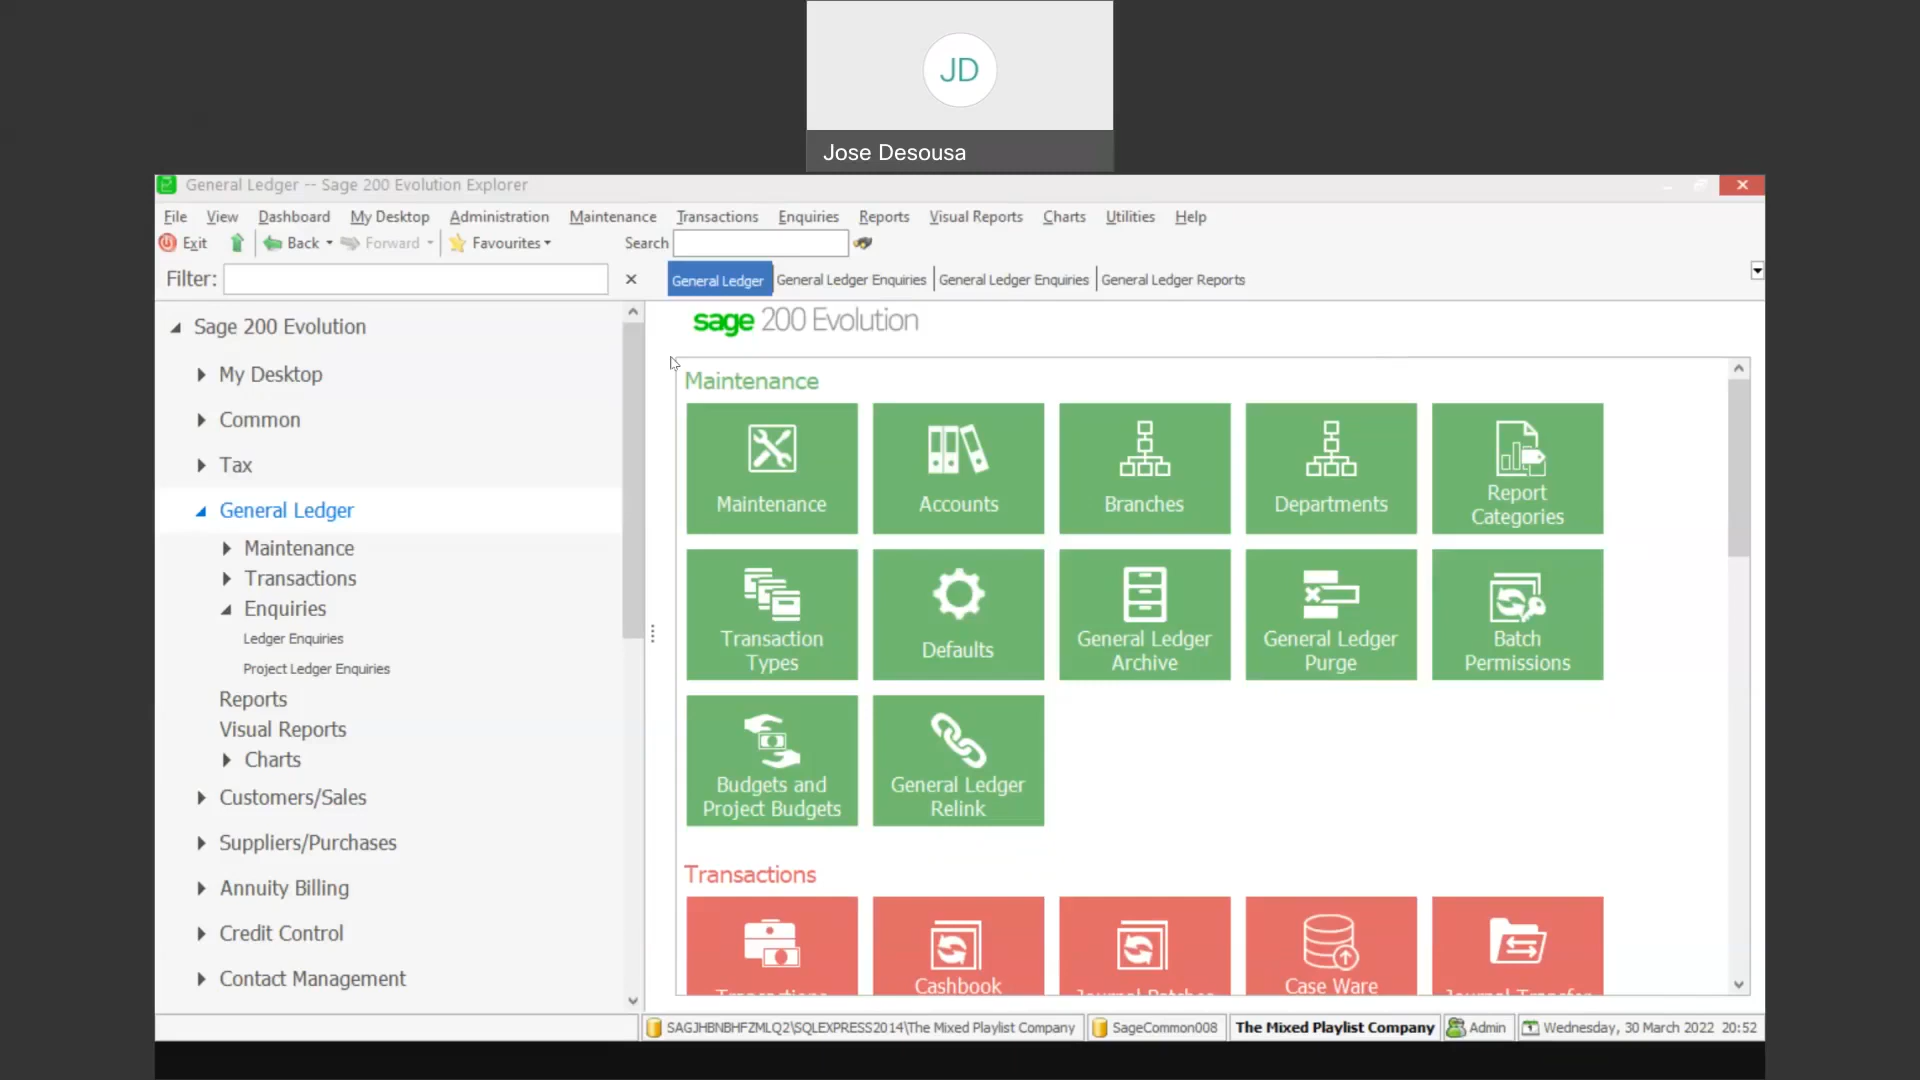 JD
Jose Desousa
General Ledger -- Sage 200 Evolution Explorer
File View Dashboard My Desktop Administration Maintenance Transactions Enquiries Reports Visual Reports Charts Utilities Help
Exit Back Forward Favourites Search
Filter:
General Ledger General Ledger Enquiries General Ledger Enquiries General Ledger Reports
Sage 200 Evolution
My Desktop
Common
Tax
General Ledger
Maintenance
Transactions
Enquiries
Ledger Enquiries
Project Ledger Enquiries
Reports
Visual Reports
Charts
Customers/Sales
Suppliers/Purchases
Annuity Billing
Credit Control
Contact Management
sage 200 Evolution
Maintenance
Maintenance
Accounts
Branches
Departments
Report
Categories
Transaction
Types
Defaults
General Ledger
Archive
General Ledger
Purge
Batch
Permissions
Budgets and
Project Budgets
General Ledger
Relink
Transactions
Transactions
Cashbook
Journal Batches
Case Ware
Journal Transfer
SAGJHBNBHFZMLQ2\SQLEXPRESS2014\The Mixed Playlist Company SageCommon008 The Mixed Playlist Company Admin Wednesday, 30 March 2022 20:52